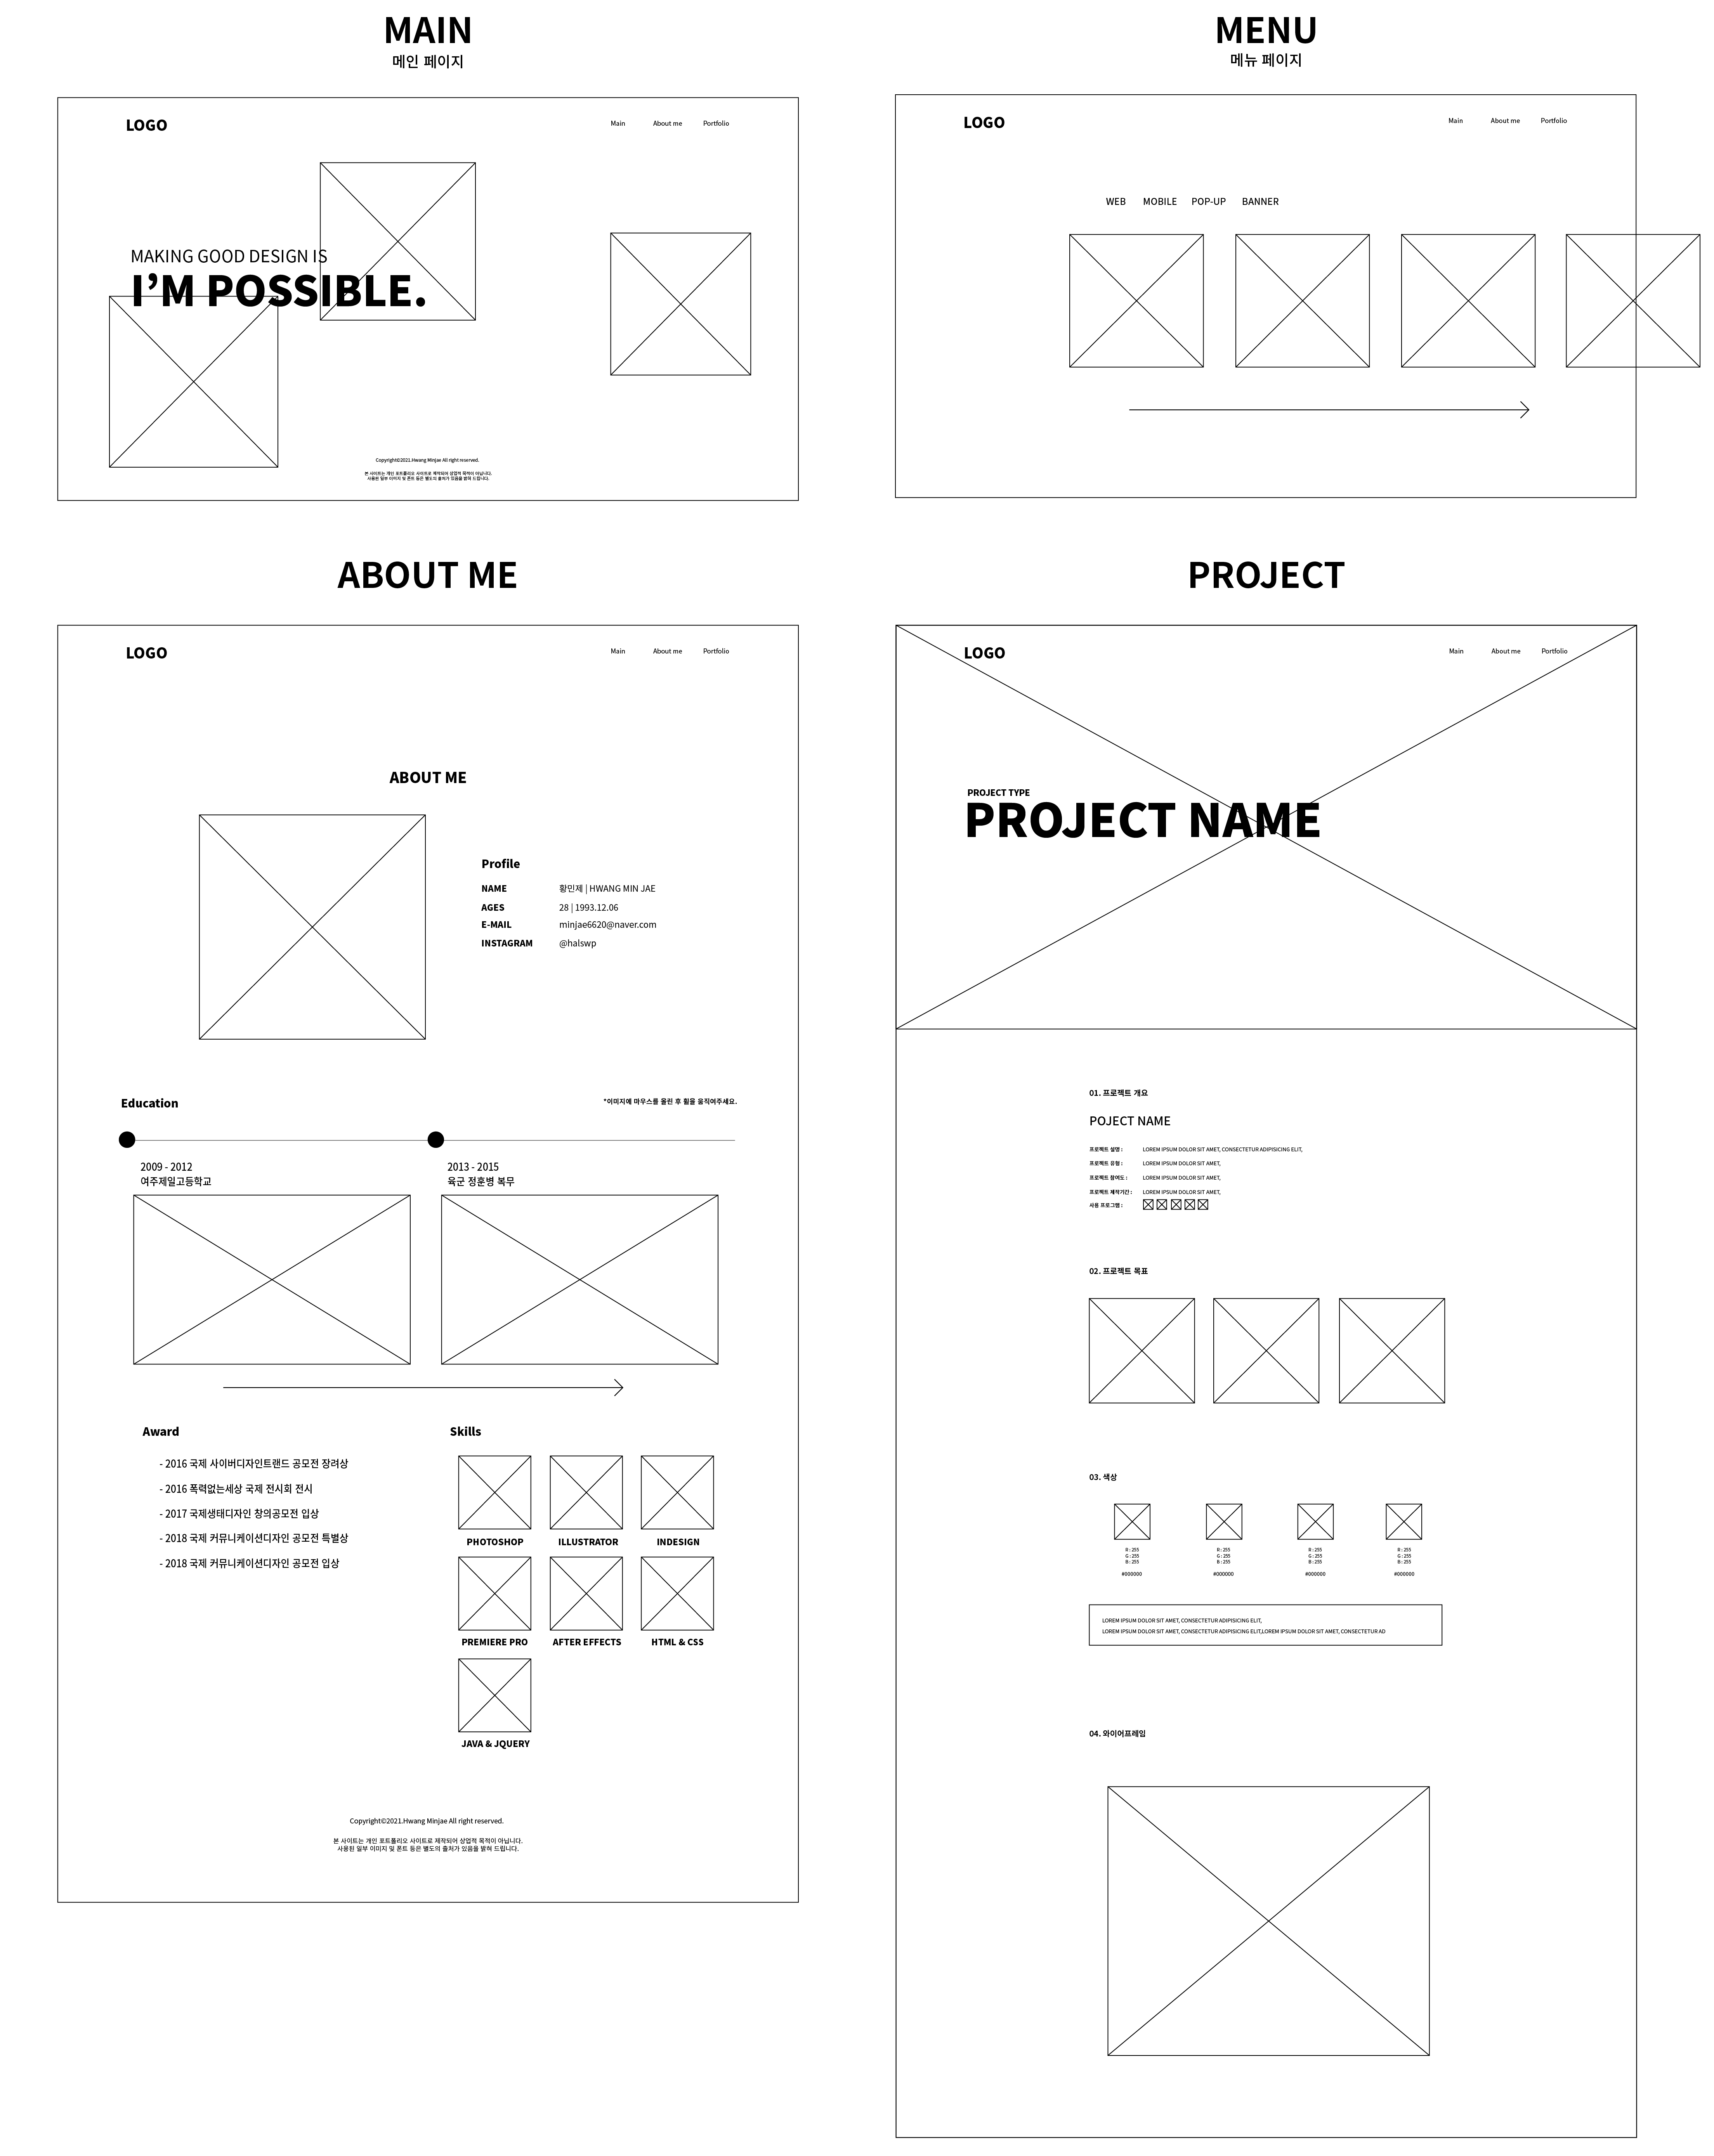 MAIN
메인 페이지
LOGO
Main About me Portfolio
MAKING GOOD DESIGN IS
I'M POSSIBLE.
Copyright©2021.Hwang Minjae All right reserved.
본 사이트는 개인 포트폴리오 사이트로 제작되어 상업적 목적이 아닙니다.
사용된 일부 이미지 및 폰트 등은 별도의 출처가 있음을 밝혀 드립니다.
MENU
메뉴 페이지
LOGO
Main About me Portfolio
WEB MOBILE POP-UP BANNER
ABOUT ME
LOGO
Main About me Portfolio
ABOUT ME
Profile
NAME 황민제 | HWANG MIN JAE
AGES 28 | 1993.12.06
E-MAIL minjae6620@naver.com
INSTAGRAM @halswp
Education
*이미지에 마우스를 올린 후 휠을 움직여주세요.
2009 - 2012
여주제일고등학교
2013 - 2015
육군 정훈병 복무
Award
- 2016 국제 사이버디자인트랜드 공모전 장려상
- 2016 폭력없는세상 국제 전시회 전시
- 2017 국제생태디자인 창의공모전 입상
- 2018 국제 커뮤니케이션디자인 공모전 특별상
- 2018 국제 커뮤니케이션디자인 공모전 입상
Skills
PHOTOSHOP ILLUSTRATOR INDESIGN
PREMIERE PRO AFTER EFFECTS HTML & CSS
JAVA & JQUERY
Copyright©2021.Hwang Minjae All right reserved.
본 사이트는 개인 포트폴리오 사이트로 제작되어 상업적 목적이 아닙니다.
사용된 일부 이미지 및 폰트 등은 별도의 출처가 있음을 밝혀 드립니다.
PROJECT
LOGO
Main About me Portfolio
PROJECT TYPE
PROJECT NAME
01. 프로젝트 개요
POJECT NAME
프로젝트 설명 : LOREM IPSUM DOLOR SIT AMET, CONSECTETUR ADIPISICING ELIT,
프로젝트 유형 : LOREM IPSUM DOLOR SIT AMET,
프로젝트 참여도 : LOREM IPSUM DOLOR SIT AMET,
프로젝트 제작기간 : LOREM IPSUM DOLOR SIT AMET,
사용 프로그램 :
02. 프로젝트 목표
03. 색상
R : 255 R : 255 R : 255 R : 255
G : 255 G : 255 G : 255 G : 255
B : 255 B : 255 B : 255 B : 255
#000000 #000000 #000000 #000000
LOREM IPSUM DOLOR SIT AMET, CONSECTETUR ADIPISICING ELIT,
LOREM IPSUM DOLOR SIT AMET, CONSECTETUR ADIPISICING ELIT,LOREM IPSUM DOLOR SIT AMET, CONSECTETUR AD
04. 와이어프레임